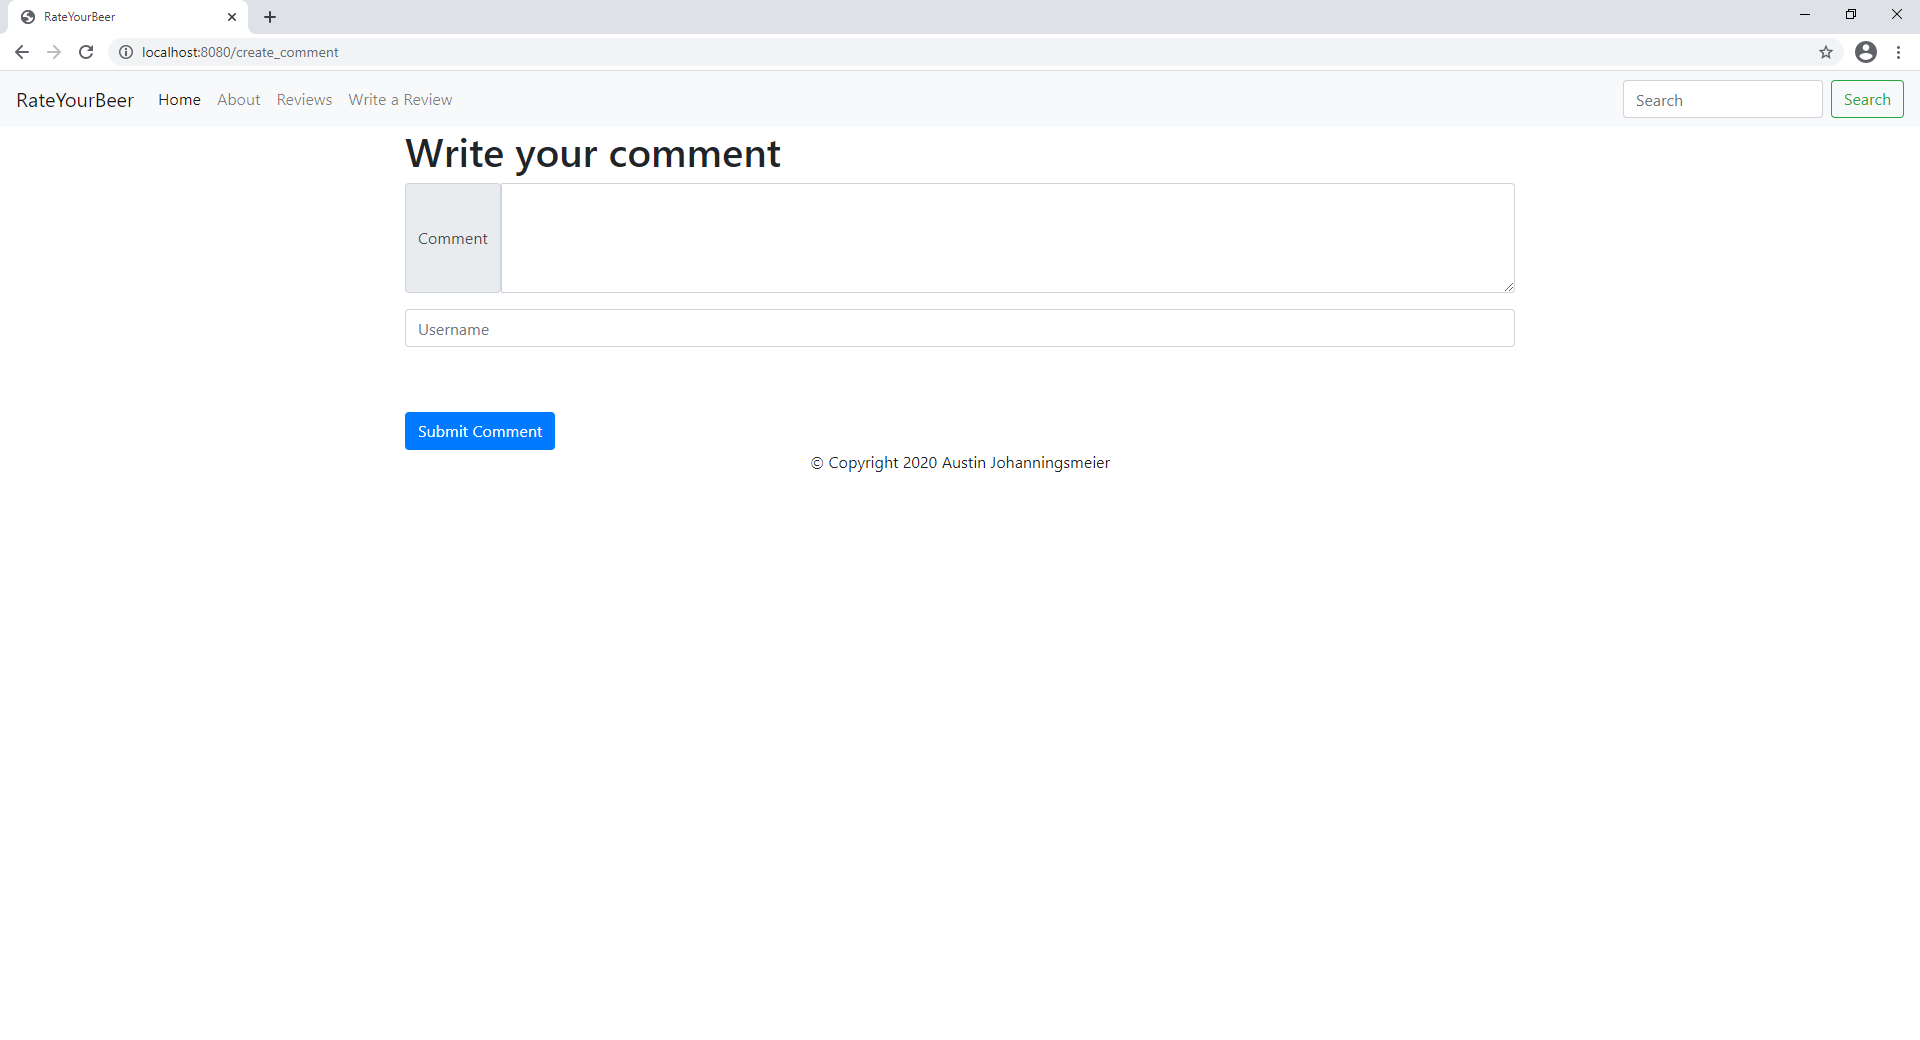 RateYourBeer
localhost:8080/create_comment
RateYourBeer Home About Reviews Write a Review Search Search
Write your comment
Comment
Username
Submit Comment
© Copyright 2020 Austin Johanningsmeier